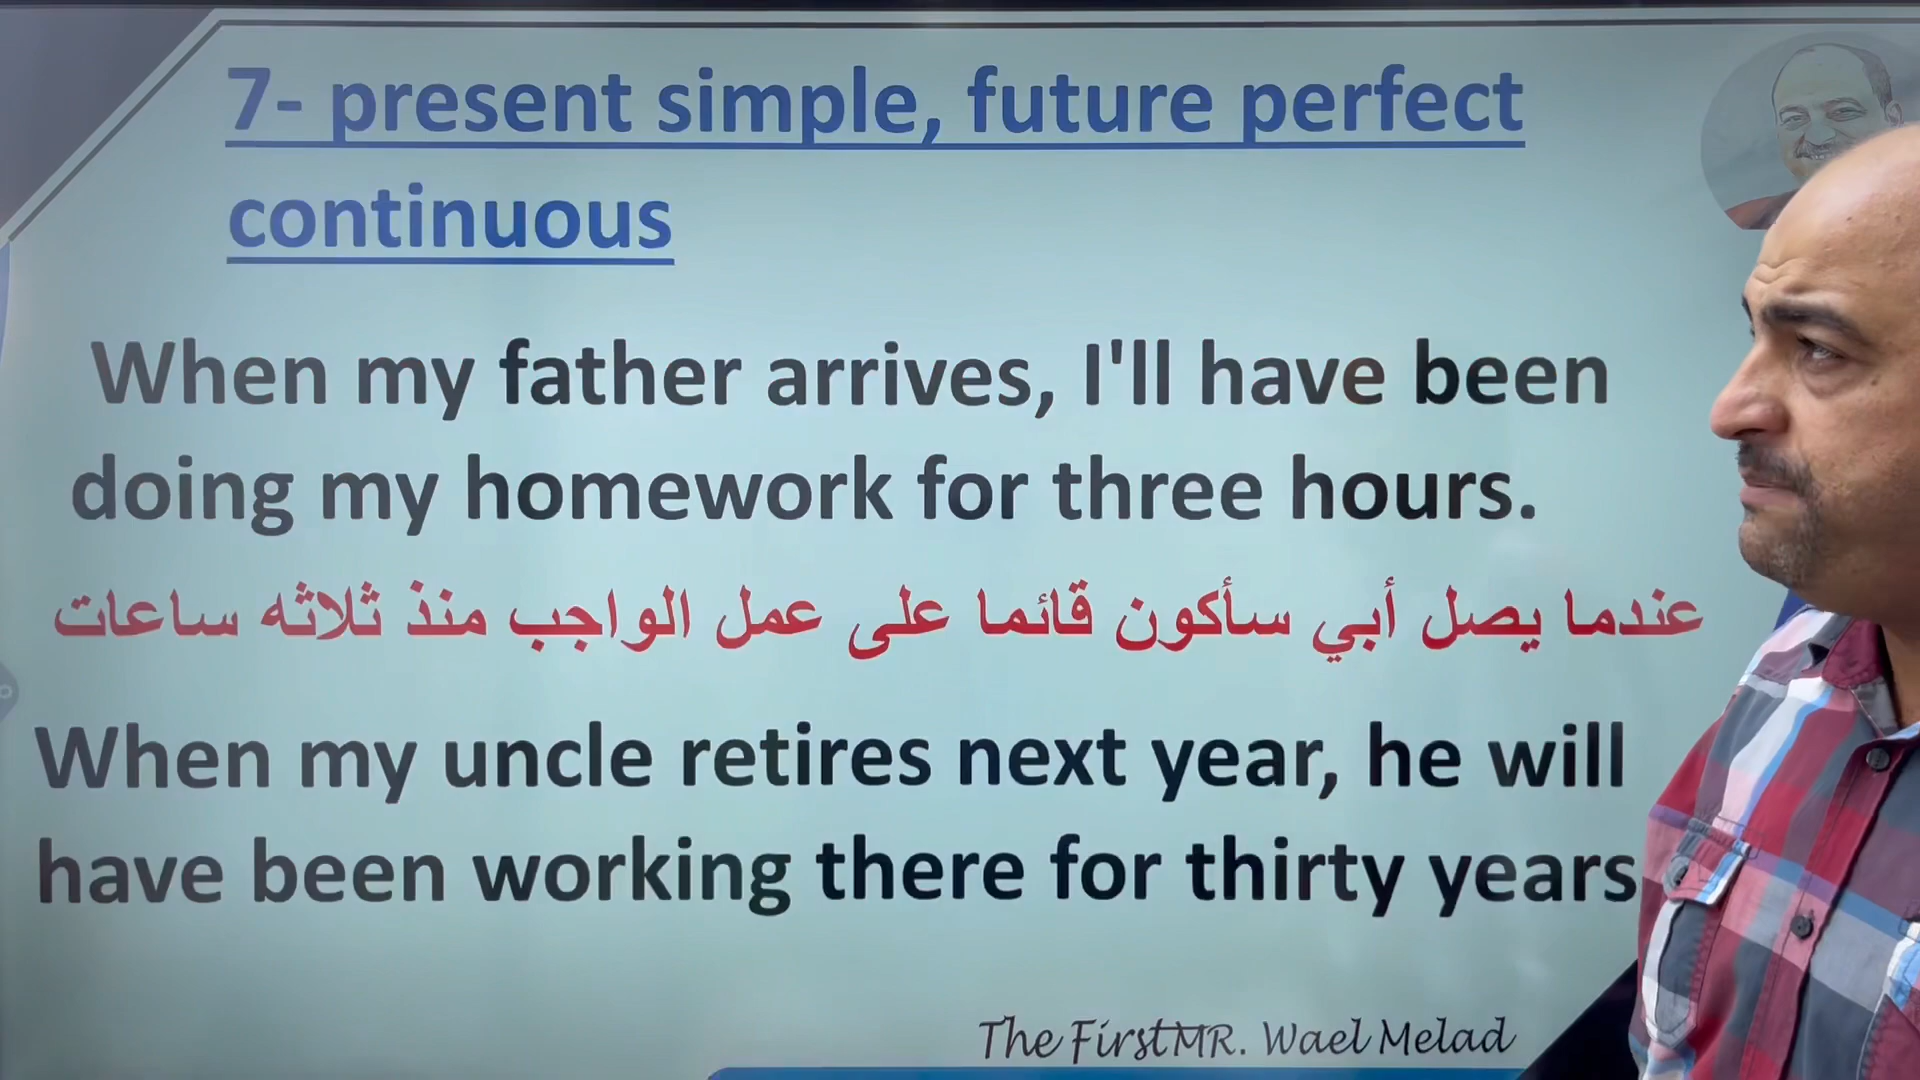 7- present simple, future perfect
continuous
When my father arrives, I'll have been
doing my homework for three hours.
عندما يصل أبي سأكون قائما على عمل الواجب منذ ثلاثه ساعات
When my uncle retires next year, he will
have been working there for thirty years
The First MR. Wael Melad